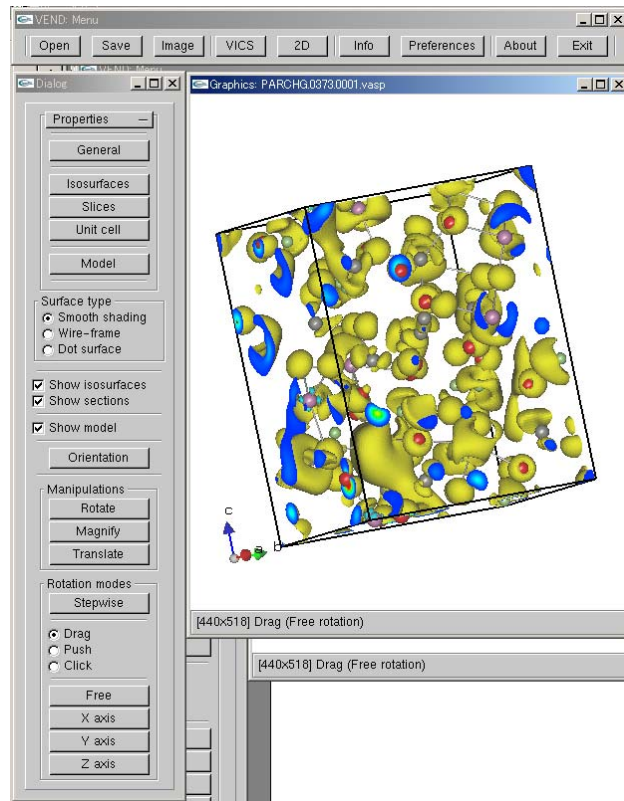 VEND: Menu
Open Save Image VICS 2D Info Preferences About Exit
VEND: Menu
Dialog
Graphics: PARCHG.0373.0001.vasp
Properties
General
Isosurfaces
Slices
Unit cell
Model
Surface type
Smooth shading
Wire-frame
Dot surface
Show isosurfaces
Show sections
Show model
Orientation
Manipulations
Rotate
Magnify
Translate
Rotation modes
Stepwise
Drag
Push
Click
Free
X axis
Y axis
Z axis
c
a b
[440x518] Drag (Free rotation)
[440x518] Drag (Free rotation)